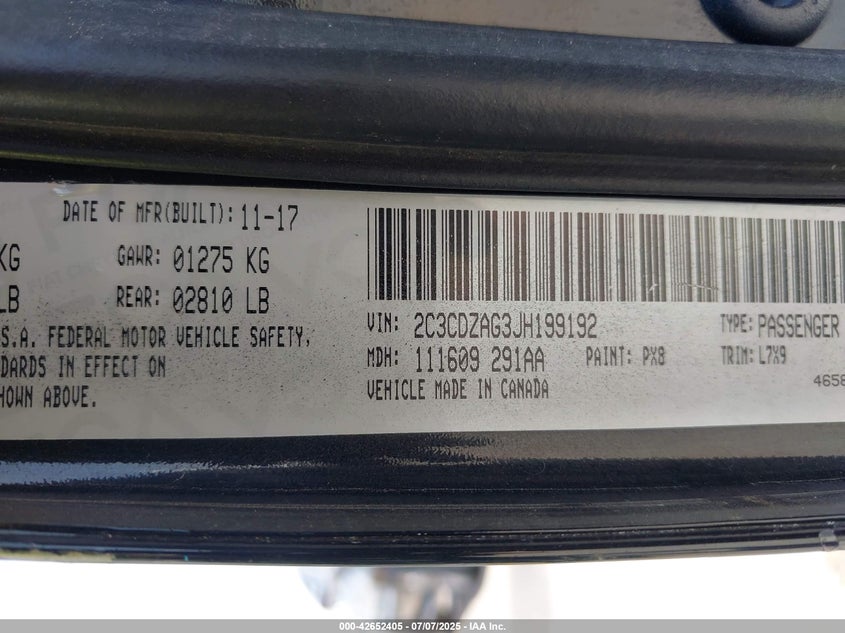 DATE OF MFR(BUILT): 11-17
KG GAWR: 01275 KG
LB REAR: 02810 LB
S.A. FEDERAL MOTOR VEHICLE SAFETY,
DARDS IN EFFECT ON
HOWN ABOVE.
VIN: 2C3CDZAG3JH199192 TYPE: PASSENGER
MDH: 111609 291AA PAINT: PX8 TRIM: L7X9
VEHICLE MADE IN CANADA
4658
000-42652405 - 07/07/2025 - IAA Inc.